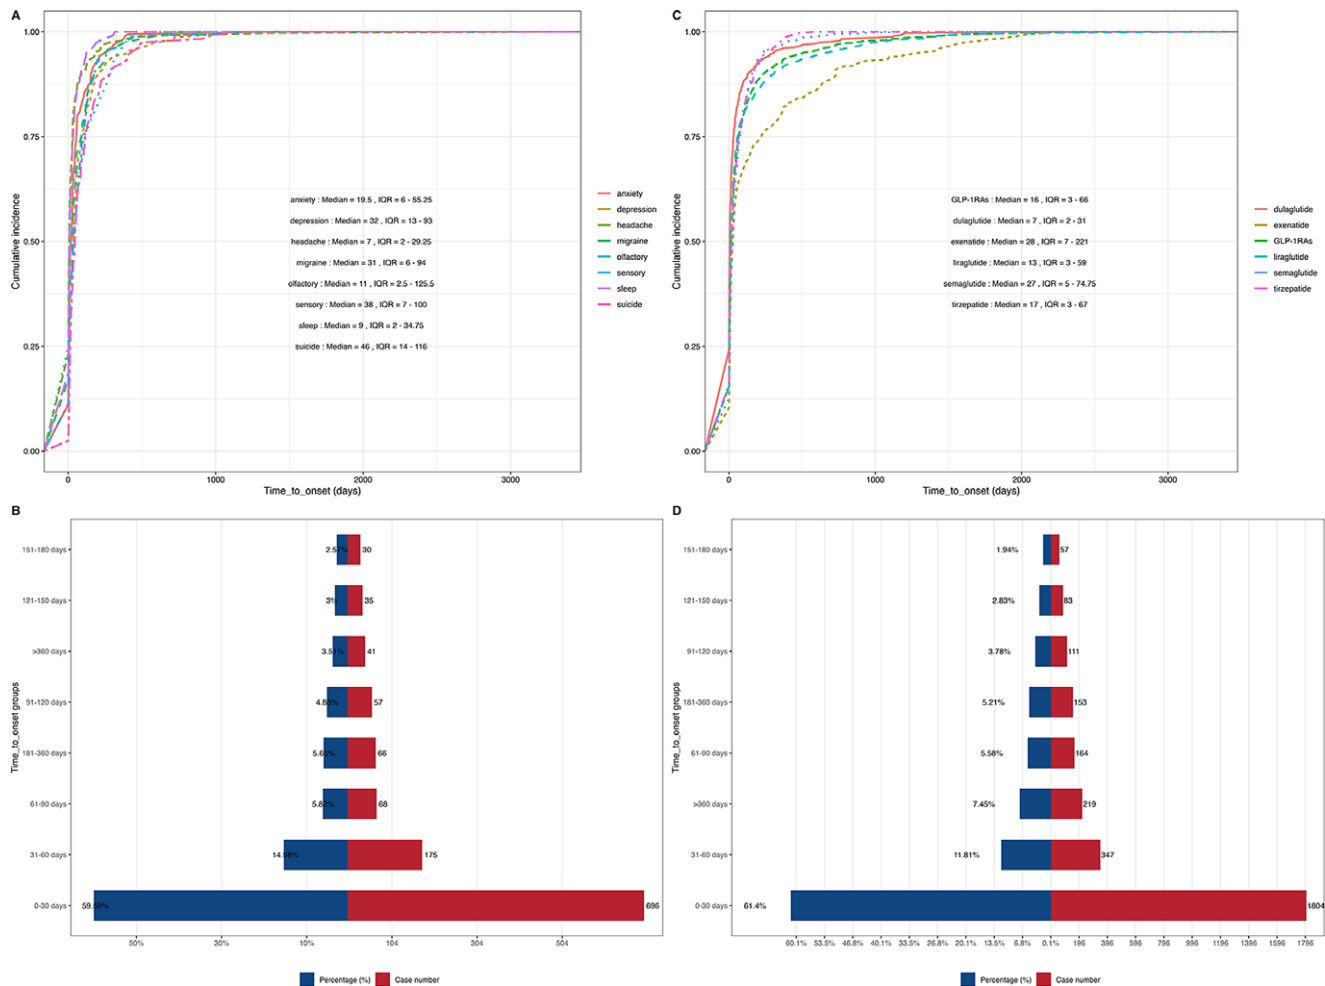 A
1.00
0.75
0.50
0.25
0.00
Cumulative incidence
anxiety : Median = 19.5 , IQR = 6 - 55.25
depression : Median = 32 , IQR = 13 - 93
headache : Median = 7 , IQR = 2 - 29.25
migraine : Median = 31 , IQR = 6 - 94
olfactory : Median = 11 , IQR = 2.5 - 125.5
sensory : Median = 38 , IQR = 7 - 100
sleep : Median = 9 , IQR = 2 - 34.75
suicide : Median = 46 , IQR = 14 - 116
0 1000 2000 3000
Time_to_onset (days)
anxiety
depression
headache
migraine
olfactory
sensory
sleep
suicide
C
1.00
0.75
0.50
0.25
0.00
Cumulative incidence
GLP-1RAs : Median = 16 , IQR = 3 - 66
dulaglutide : Median = 7 , IQR = 2 - 31
exenatide : Median = 28 , IQR = 7 - 221
liraglutide : Median = 13 , IQR = 3 - 59
semaglutide : Median = 27 , IQR = 5 - 74.75
tirzepatide : Median = 17 , IQR = 3 - 67
0 1000 2000 3000
Time_to_onset (days)
dulaglutide
exenatide
GLP-1RAs
liraglutide
semaglutide
tirzepatide
B
Time_to_onset groups
151-180 days 2.57% 30
121-150 days 3% 35
>360 days 3.51% 41
91-120 days 4.88% 57
181-360 days 5.65% 66
61-90 days 5.82% 68
31-60 days 14.98% 175
0-30 days 59.59% 696
50% 30% 10% 104 304 504
Percentage (%) Case number
D
Time_to_onset groups
151-180 days 1.94% 57
121-150 days 2.83% 83
91-120 days 3.78% 111
181-360 days 5.21% 153
61-90 days 5.58% 164
>360 days 7.45% 219
31-60 days 11.81% 347
0-30 days 61.4% 1804
60.1% 53.5% 46.8% 40.1% 33.5% 26.8% 20.1% 13.5% 6.8% 0.1% 196 396 596 796 996 1196 1396 1596 1796
Percentage (%) Case number